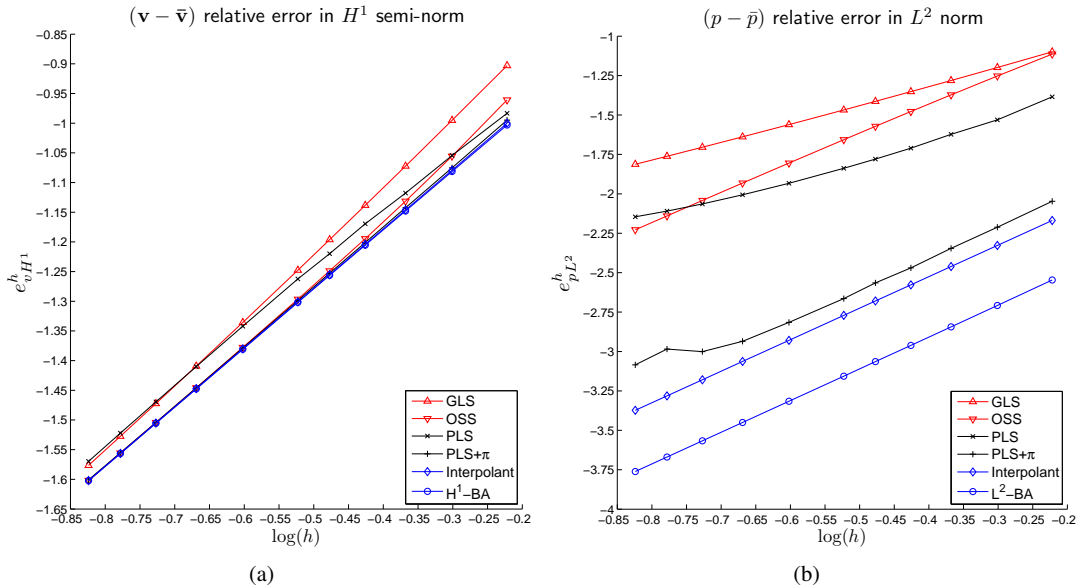 (v − v̄) relative error in H¹ semi-norm
-0.85
-0.9
-0.95
-1
-1.05
-1.1
-1.15
-1.2
-1.25
-1.3
-1.35
-1.4
-1.45
-1.5
-1.55
-1.6
-1.65
e^h_{vH¹}
-0.85 -0.8 -0.75 -0.7 -0.65 -0.6 -0.55 -0.5 -0.45 -0.4 -0.35 -0.3 -0.25 -0.2
log(h)
GLS
OSS
PLS
PLS+π
Interpolant
H¹−BA
(a)
(p − p̄) relative error in L² norm
-1
-1.25
-1.5
-1.75
-2
-2.25
-2.5
-2.75
-3
-3.25
-3.5
-3.75
-4
e^h_{pL²}
-0.85 -0.8 -0.75 -0.7 -0.65 -0.6 -0.55 -0.5 -0.45 -0.4 -0.35 -0.3 -0.25 -0.2
log(h)
GLS
OSS
PLS
PLS+π
Interpolant
L²−BA
(b)